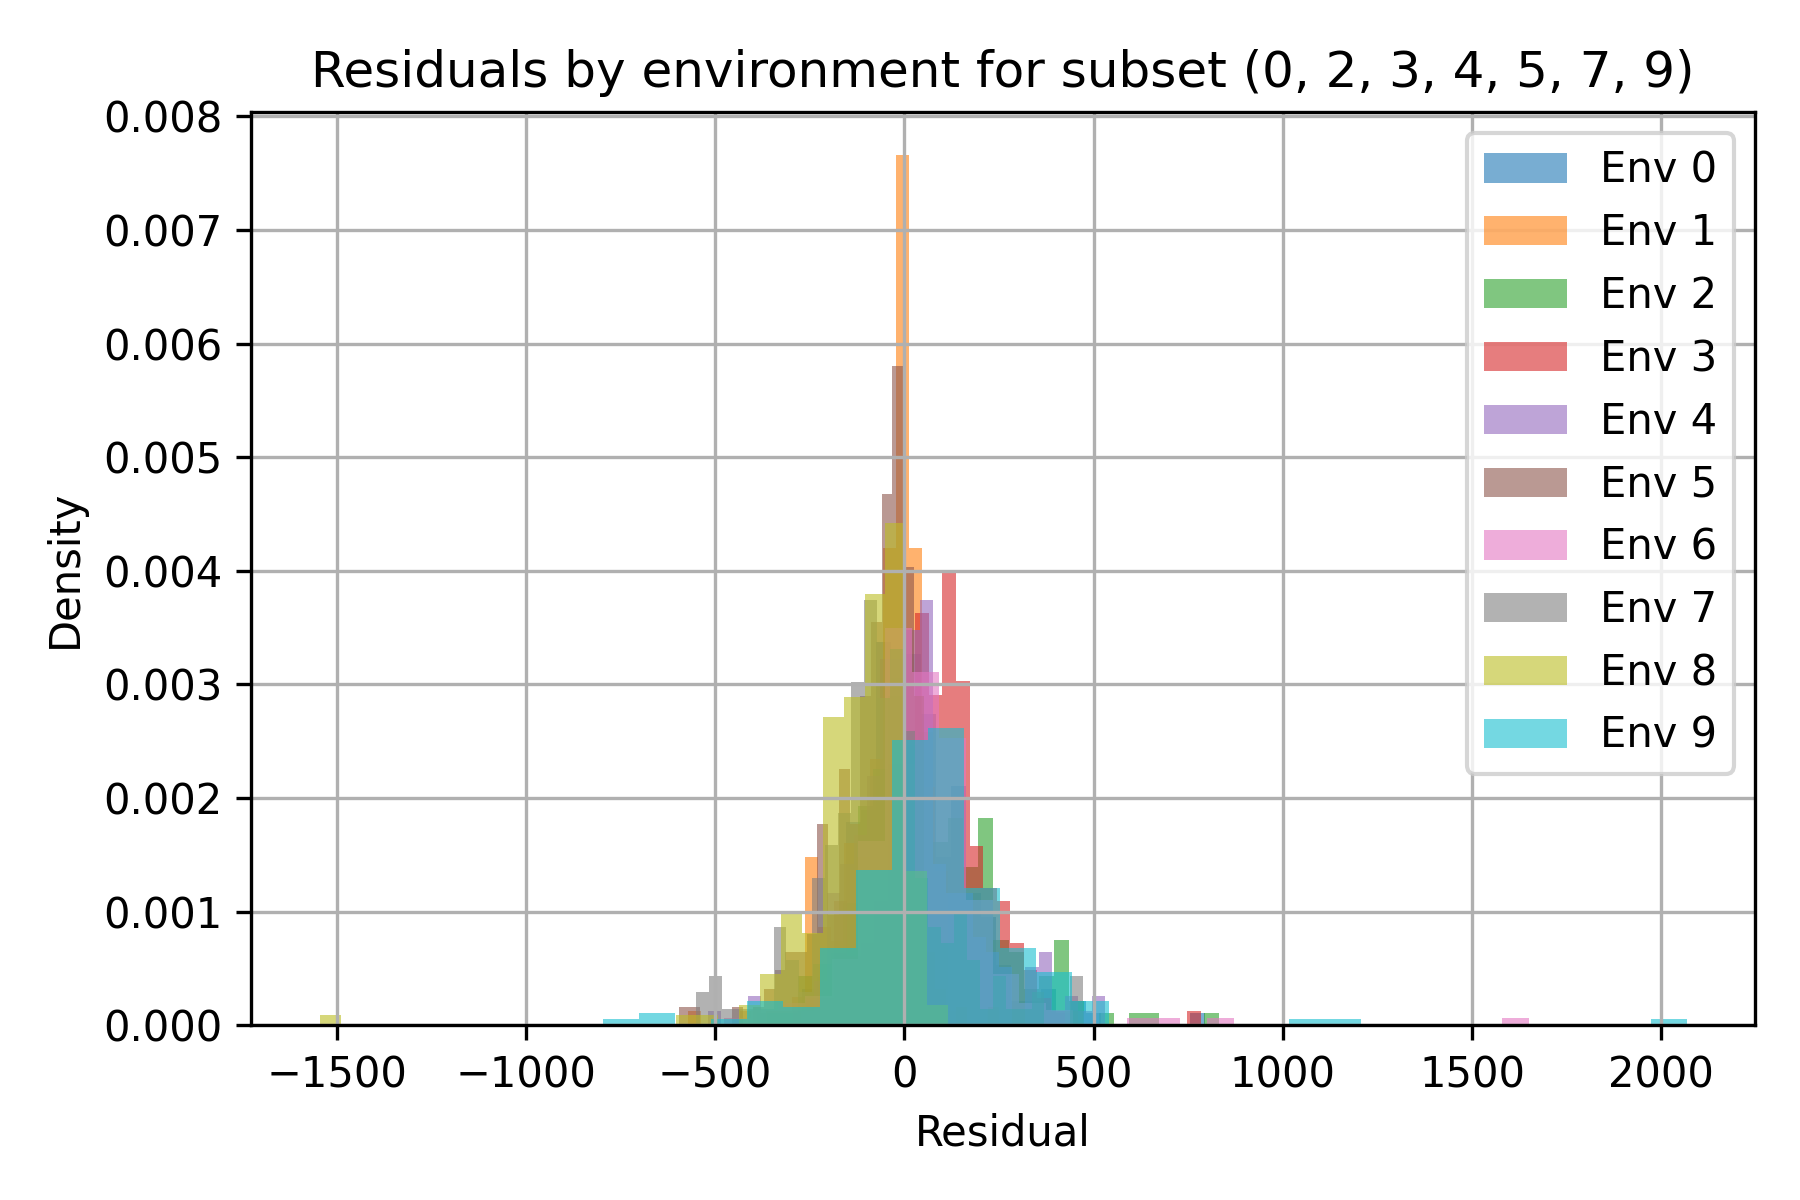 Residuals by environment for subset (0, 2, 3, 4, 5, 7, 9)
0.008
0.007
0.006
0.005
0.004
0.003
0.002
0.001
0.000
Density
Env 0
Env 1
Env 2
Env 3
Env 4
Env 5
Env 6
Env 7
Env 8
Env 9
−1500 −1000 −500 0 500 1000 1500 2000
Residual